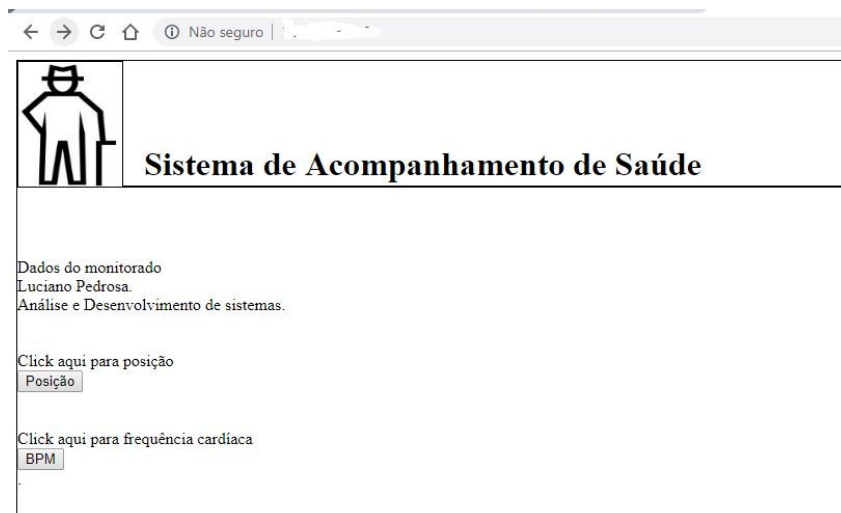 Não seguro
Sistema de Acompanhamento de Saúde
Dados do monitorado
Luciano Pedrosa.
Análise e Desenvolvimento de sistemas.
Click aqui para posição
Posição
Click aqui para frequência cardíaca
BPM
.